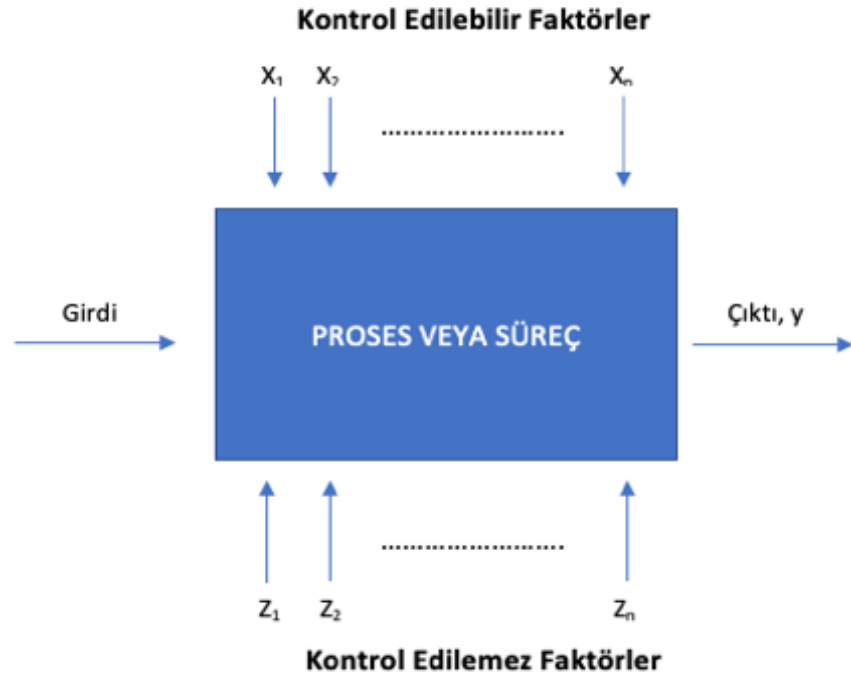 Kontrol Edilebilir Faktörler
X₁ X₂ Xₙ
........................
Girdi
PROSES VEYA SÜREÇ
Çıktı, y
........................
Z₁ Z₂ Zₙ
Kontrol Edilemez Faktörler